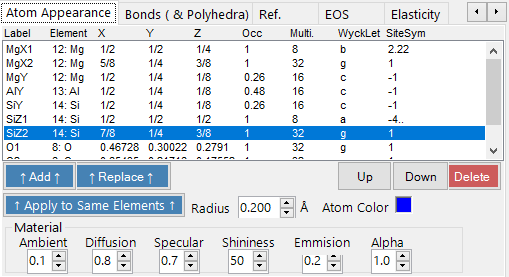 Atom Appearance Bonds ( & Polyhedra) Ref. EOS Elasticity
Label Element X Y Z Occ Multi. WyckLet SiteSym
MgX1 12: Mg 1/2 1/2 1/4 1 8 b 2.22
MgX2 12: Mg 5/8 1/4 3/8 1 32 g 1
MgY 12: Mg 1/2 1/4 1/8 0.26 16 c -1
AlY 13: Al 1/2 1/4 1/8 0.48 16 c -1
SiY 14: Si 1/2 1/4 1/8 0.26 16 c -1
SiZ1 14: Si 1/2 1/2 1/2 1 8 a -4..
SiZ2 14: Si 7/8 1/4 3/8 1 32 g 1
O1 8: O 0.46728 0.30022 0.2791 1 32 g 1
↑ Add ↑ ↑ Replace ↑ Up Down Delete
↑ Apply to Same Elements ↑ Radius 0.200 Å Atom Color
Material
Ambient Diffusion Specular Shininess Emmision Alpha
0.1 0.8 0.7 50 0.2 1.0